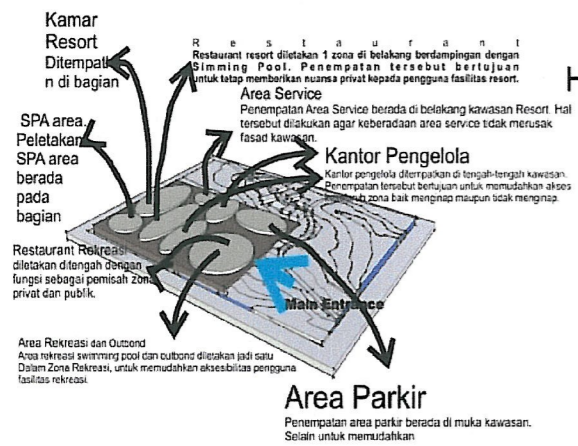 Kamar
Resort
Ditempatk
n di bagian
R e s t a u r a n t
Restaurant resort diletakan 1 zona di belakang berdampingan dengan
Simming Pool. Penempatan tersebut bertujuan
untuk tetap memberikan nuansa privat kepada pengguna fasilitas resort.
H
Area Service
Penempatan Area Service berada di belakang kawasan Resort. Hal
tersebut dilakukan agar keberadaan area service tidak merusak
fasad kawasan.
SPA area.
Peletakan
SPA area
berada
pada
bagian
Kantor Pengelola
Kantor pengelola ditempatkan di tengah-tengah kawasan.
Penempatan tersebut bertujuan untuk memudahkan akses
zona baik menginap maupun tidak menginap.
Restaurant Rekreasi
diletakan ditengah dengan
fungsi sebagai pemisah zona
privat dan publik.
Main Entrance
Area Rekreasi dan Outbond
Area rekreasi swimming pool dan outbond diletakan jadi satu
Dalam Zona Rekreasi, untuk memudahkan aksesibilitas pengguna
fasilitas rekreasi.
Area Parkir
Penempatan area parkir berada di muka kawasan.
Selain untuk memudahkan